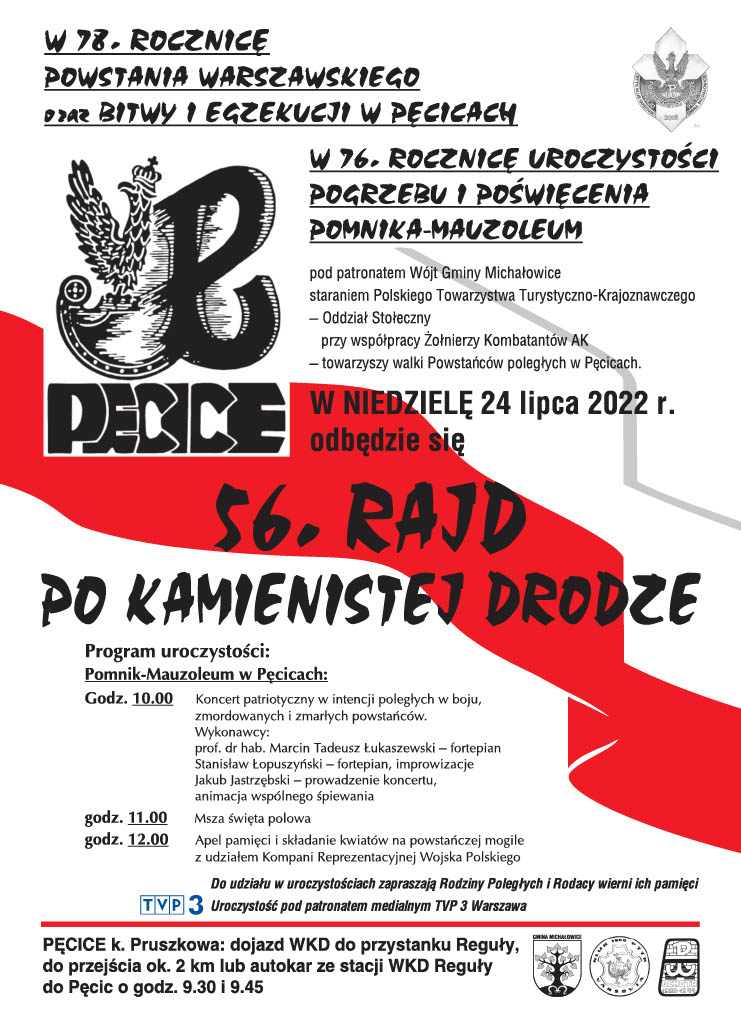 W 78. ROCZNICĘ
POWSTANIA WARSZAWSKIEGO
oraz BITWY I EGZEKUCJI W PĘCICACH
2018
W 76. ROCZNICĘ UROCZYSTOŚCI
POGRZEBU I POŚWIĘCENIA
POMNIKA-MAUZOLEUM
pod patronatem Wójt Gminy Michałowice
staraniem Polskiego Towarzystwa Turystyczno-Krajoznawczego
– Oddział Stołeczny
przy współpracy Żołnierzy Kombatantów AK
– towarzyszy walki Powstańców poległych w Pęcicach.
PĘCICE
W NIEDZIELĘ 24 lipca 2022 r.
odbędzie się
56. RAJD
PO KAMIENISTEJ DRODZE
Program uroczystości:
Pomnik-Mauzoleum w Pęcicach:
Godz. 10.00 Koncert patriotyczny w intencji poległych w boju,
zmordowanych i zmarłych powstańców.
Wykonawcy:
prof. dr hab. Marcin Tadeusz Łukaszewski – fortepian
Stanisław Łopuszyński – fortepian, improwizacje
Jakub Jastrzębski – prowadzenie koncertu,
animacja wspólnego śpiewania
godz. 11.00 Msza święta polowa
godz. 12.00 Apel pamięci i składanie kwiatów na powstańczej mogile
z udziałem Kompani Reprezentacyjnej Wojska Polskiego
Do udziału w uroczystościach zapraszają Rodziny Poległych i Rodacy wierni ich pamięci
TVP 3 Uroczystość pod patronatem medialnym TVP 3 Warszawa
PĘCICE k. Pruszkowa: dojazd WKD do przystanku Reguły,
do przejścia ok. 2 km lub autokar ze stacji WKD Reguły
do Pęcic o godz. 9.30 i 9.45
GMINA MICHAŁOWICE
OCHOTA